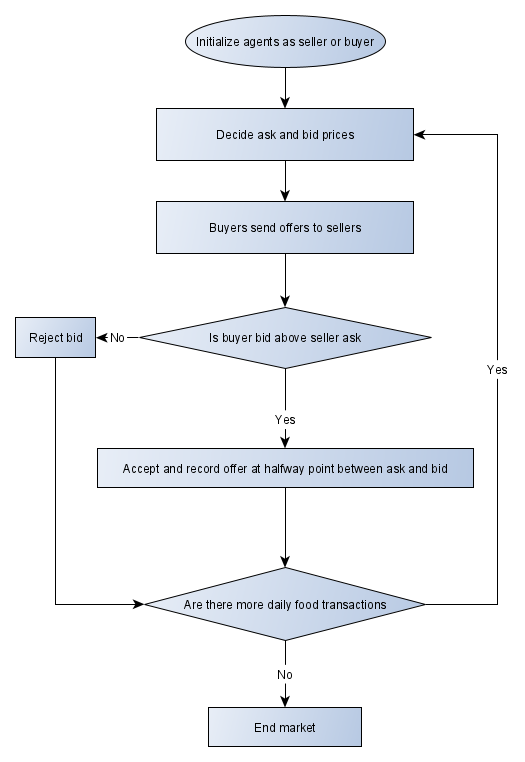 Initialize agents as seller or buyer
Decide ask and bid prices
Buyers send offers to sellers
Is buyer bid above seller ask
No
Reject bid
Yes
Yes
Accept and record offer at halfway point between ask and bid
Are there more daily food transactions
No
End market